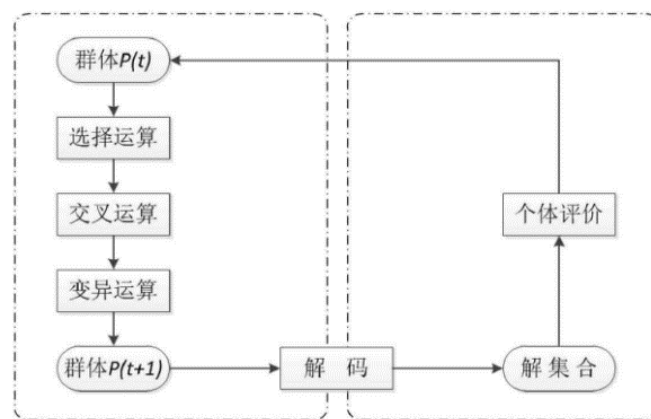 群体P(t)
选择运算
交叉运算
变异运算
群体P(t+1)
解 码
解 集 合
个体评价